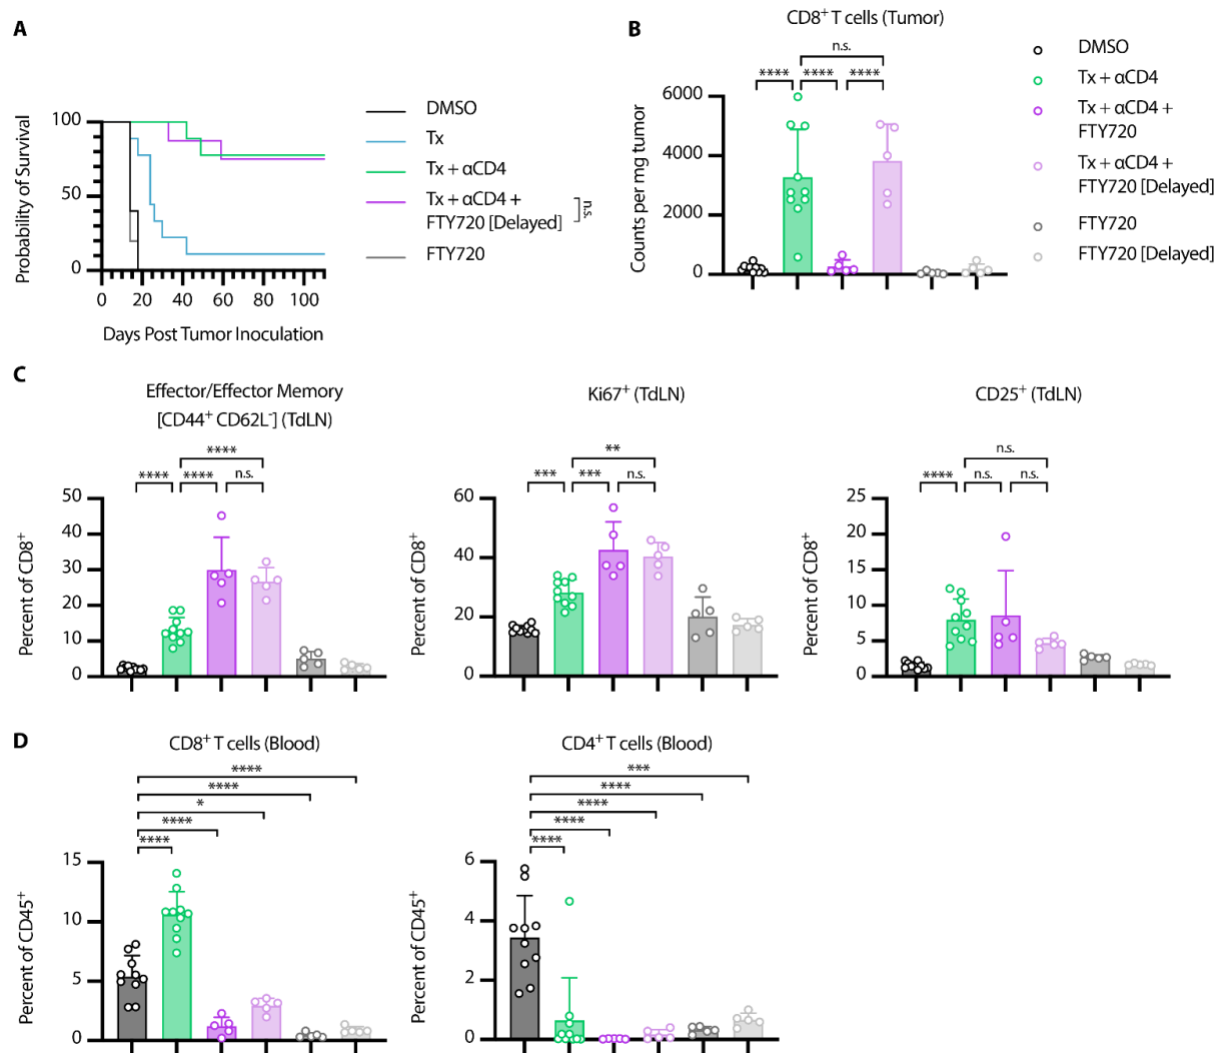 A
Probability of Survival
100
50
0
0 20 40 60 80 100
Days Post Tumor Inoculation
DMSO
Tx
Tx + αCD4
Tx + αCD4 +
FTY720 [Delayed]
n.s.
FTY720
B
CD8+ T cells (Tumor)
n.s.
**** **** ****
Counts per mg tumor
6000
4000
2000
0
DMSO
Tx + αCD4
Tx + αCD4 +
FTY720
Tx + αCD4 +
FTY720 [Delayed]
FTY720
FTY720 [Delayed]
C
Effector/Effector Memory
[CD44+ CD62L-] (TdLN)
****
**** **** n.s.
Percent of CD8+
50
40
30
20
10
0
Ki67+ (TdLN)
**
*** *** n.s.
Percent of CD8+
60
40
20
0
CD25+ (TdLN)
n.s.
**** n.s. n.s.
Percent of CD8+
25
20
15
10
5
0
D
CD8+ T cells (Blood)
****
****
*
****
****
Percent of CD45+
15
10
5
0
CD4+ T cells (Blood)
***
****
****
****
****
Percent of CD45+
6
4
2
0